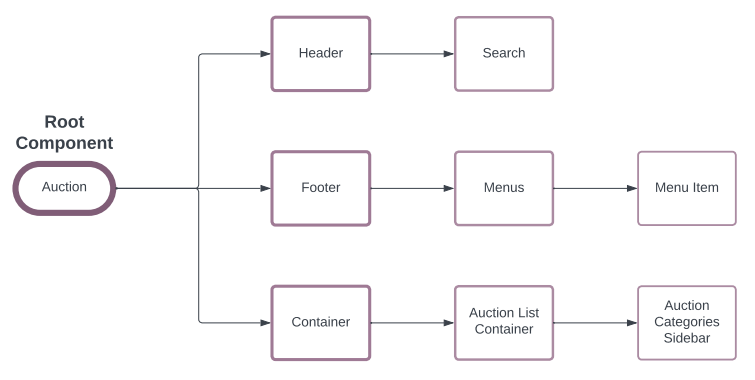 Root
Component
Auction
Header
Search
Footer
Menus
Menu Item
Container
Auction List
Container
Auction
Categories
Sidebar